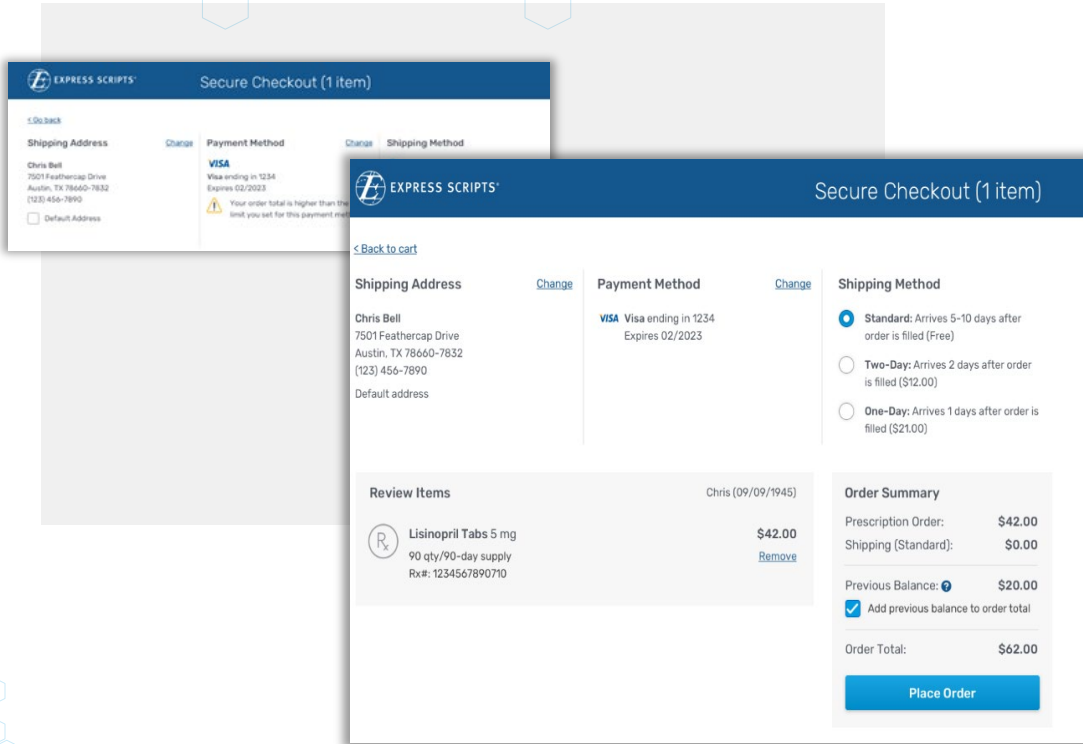 EXPRESS SCRIPTS®
Secure Checkout (1 item)
< Go back
Shipping Address
Change
Chris Bell
7501 Feathercap Drive
Austin, TX 78660-7832
(123) 456-7890
Default Address
Payment Method
Change
VISA
Visa ending in 1234
Expires 02/2023
Your order total is higher than the
limit you set for this payment
Shipping Method
EXPRESS SCRIPTS®
Secure Checkout (1 item)
< Back to cart
Shipping Address
Change
Chris Bell
7501 Feathercap Drive
Austin, TX 78660-7832
(123) 456-7890
Default address
Payment Method
Change
VISA Visa ending in 1234
Expires 02/2023
Shipping Method
Standard: Arrives 5-10 days after
order is filled (Free)
Two-Day: Arrives 2 days after order
is filled ($12.00)
One-Day: Arrives 1 days after order is
filled ($21.00)
Review Items
Chris (09/09/1945)
Rx
Lisinopril Tabs 5 mg
$42.00
90 qty/90-day supply
Remove
Rx#: 1234567890710
Order Summary
Prescription Order: $42.00
Shipping (Standard): $0.00
Previous Balance: ? $20.00
Add previous balance to order total
Order Total: $62.00
Place Order